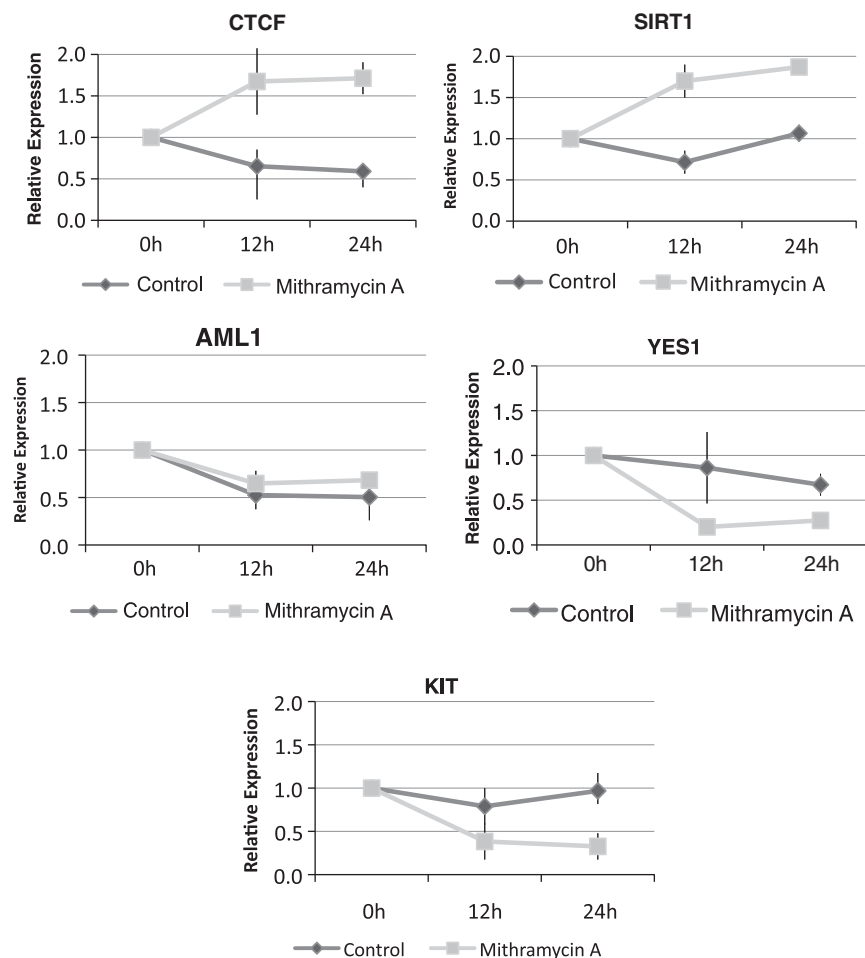 CTCF
Relative Expression
2.0
1.5
1.0
0.5
0.0
0h 12h 24h
Control Mithramycin A
SIRT1
Relative Expression
2.0
1.5
1.0
0.5
0.0
0h 12h 24h
Control Mithramycin A
AML1
Relative Expression
2.0
1.5
1.0
0.5
0.0
0h 12h 24h
Control Mithramycin A
YES1
Relative Expression
2.0
1.5
1.0
0.5
0.0
0h 12h 24h
Control Mithramycin A
KIT
Relative Expression
2.0
1.5
1.0
0.5
0.0
0h 12h 24h
Control Mithramycin A